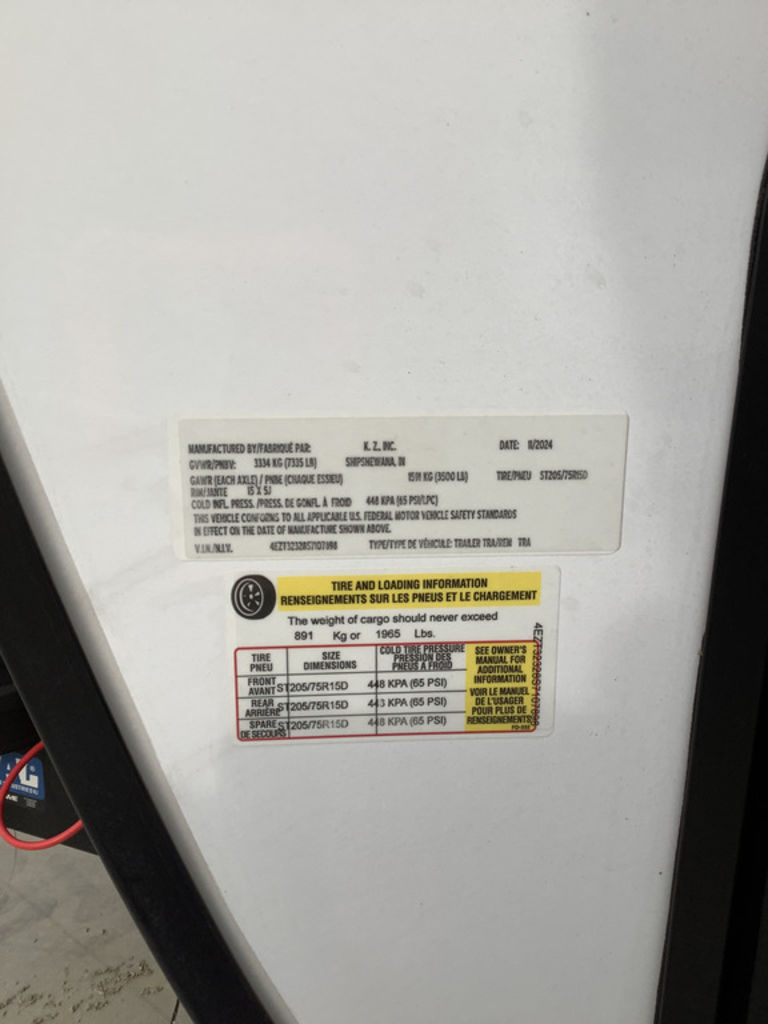 MANUFACTURED BY/FABRIQUÉ PAR: K. Z., INC. DATE: 11/2024
GVWR/PNBV: 3334 KG (7335 LB) SHIPSHEWANA, IN
GAWR (EACH AXLE) / PNBE (CHAQUE ESSIEU) 1591 KG (3500 LB) TIRE/PNEU ST205/75R15D
RIM/JANTE 15 X 5J
COLD INFL. PRESS. /PRESS. DE GONFL. À FROID 448 KPA (65 PSI/LPC)
THIS VEHICLE CONFORMS TO ALL APPLICABLE U.S. FEDERAL MOTOR VEHICLE SAFETY STANDARDS
IN EFFECT ON THE DATE OF MANUFACTURE SHOWN ABOVE.
V.I.N./N.I.V. TYPE/TYPE DE VÉHICULE: TRAILER TRA/REM TRA
TIRE AND LOADING INFORMATION
RENSEIGNEMENTS SUR LES PNEUS ET LE CHARGEMENT
The weight of cargo should never exceed
891 Kg or 1965 Lbs.
TIRE
PNEU
SIZE
DIMENSIONS
COLD TIRE PRESSURE
PRESSION DES
PNEUS A FROID
FRONT
AVANT
ST205/75R15D
448 KPA (65 PSI)
REAR
ARRIÈRE
ST205/75R15D
448 KPA (65 PSI)
SPARE
DE SECOURS
ST205/75R15D
448 KPA (65 PSI)
SEE OWNER'S
MANUAL FOR
ADDITIONAL
INFORMATION
VOIR LE MANUEL
DE L'USAGER
POUR PLUS DE
RENSEIGNEMENTS